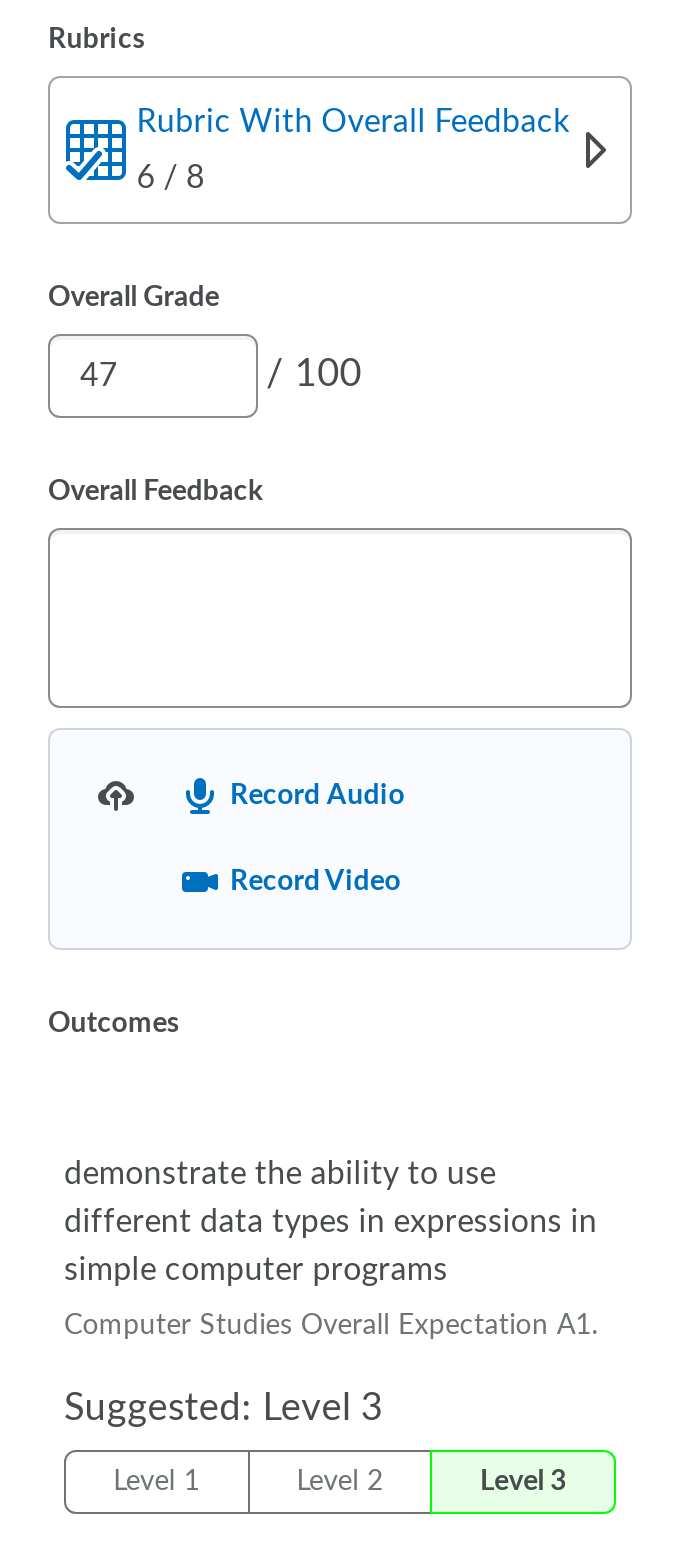 Rubrics
Rubric With Overall Feedback
6 / 8
Overall Grade
47 / 100
Overall Feedback
Record Audio
Record Video
Outcomes
demonstrate the ability to use
different data types in expressions in
simple computer programs
Computer Studies Overall Expectation A1.
Suggested: Level 3
Level 1 Level 2 Level 3